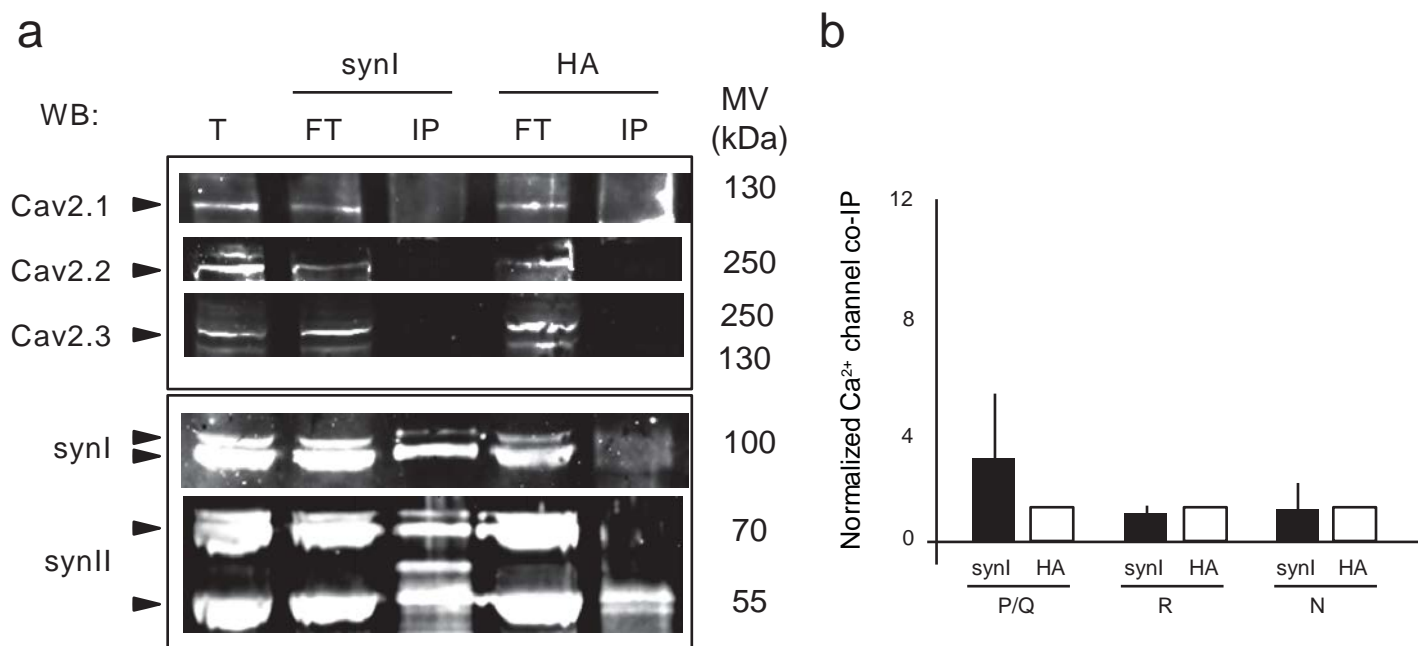 a
synI HA
WB: T FT IP FT IP MV (kDa)
Cav2.1 130
Cav2.2 250
Cav2.3 250
130
synI 100
synII 70
55
b
Normalized Ca²⁺ channel co-IP
12
8
4
0
synI HA synI HA synI HA
P/Q R N